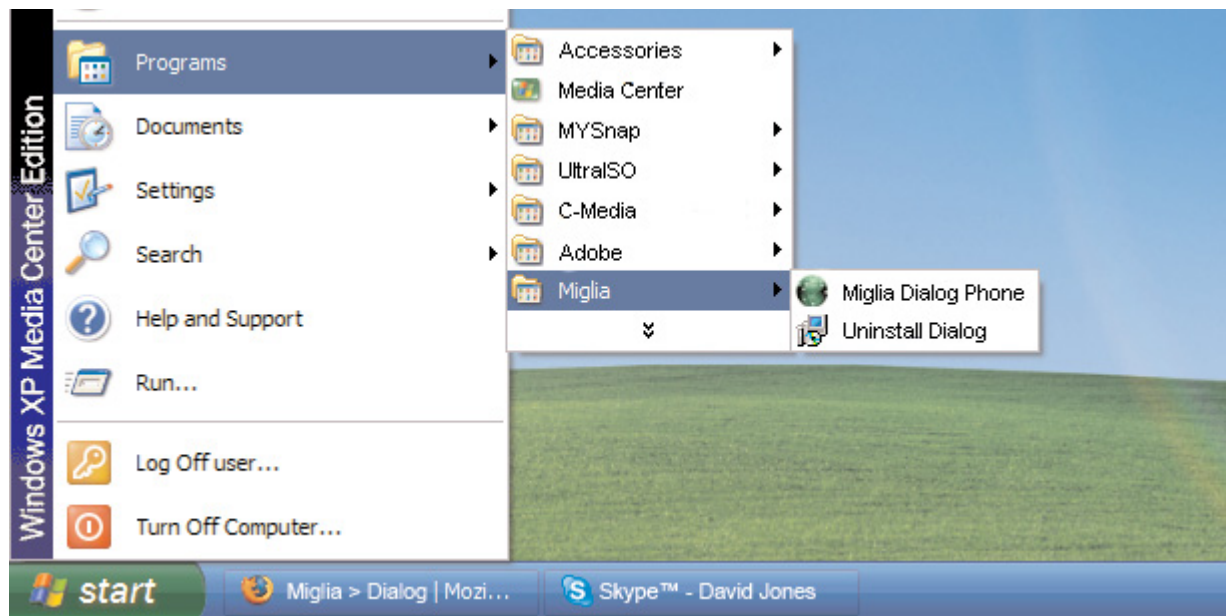 Windows XP Media Center Edition
Programs
Documents
Settings
Search
Help and Support
Run...
Log Off user...
Turn Off Computer...
Accessories
Media Center
MYSnap
UltraISO
C-Media
Adobe
Miglia
Miglia Dialog Phone
Uninstall Dialog
start
Miglia > Dialog | Mozi...
Skype™ - David Jones